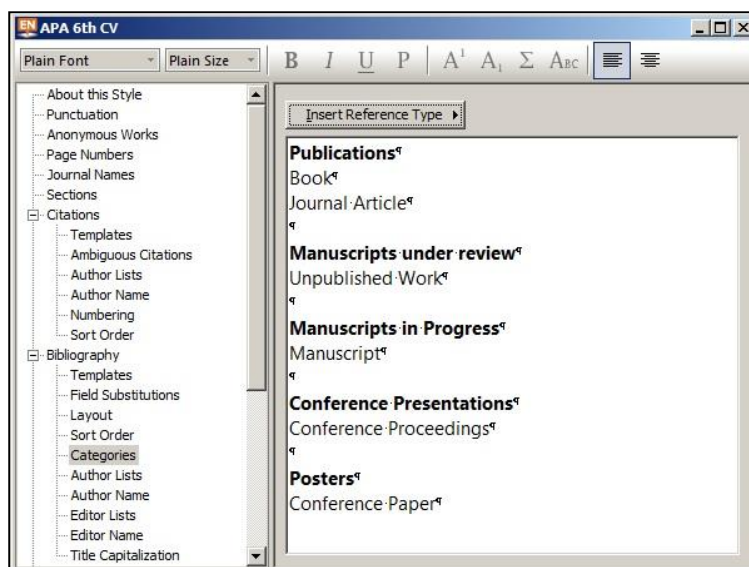 EN APA 6th CV
Plain Font Plain Size B I U P A¹ A₁ Σ ABC
About this Style
Punctuation
Anonymous Works
Page Numbers
Journal Names
Sections
Citations
Templates
Ambiguous Citations
Author Lists
Author Name
Numbering
Sort Order
Bibliography
Templates
Field Substitutions
Layout
Sort Order
Categories
Author Lists
Author Name
Editor Lists
Editor Name
Title Capitalization
Insert Reference Type
Publications¶
Book¶
Journal·Article¶
¶
Manuscripts·under·review¶
Unpublished·Work¶
¶
Manuscripts·in·Progress¶
Manuscript¶
¶
Conference·Presentations¶
Conference·Proceedings¶
¶
Posters¶
Conference·Paper¶